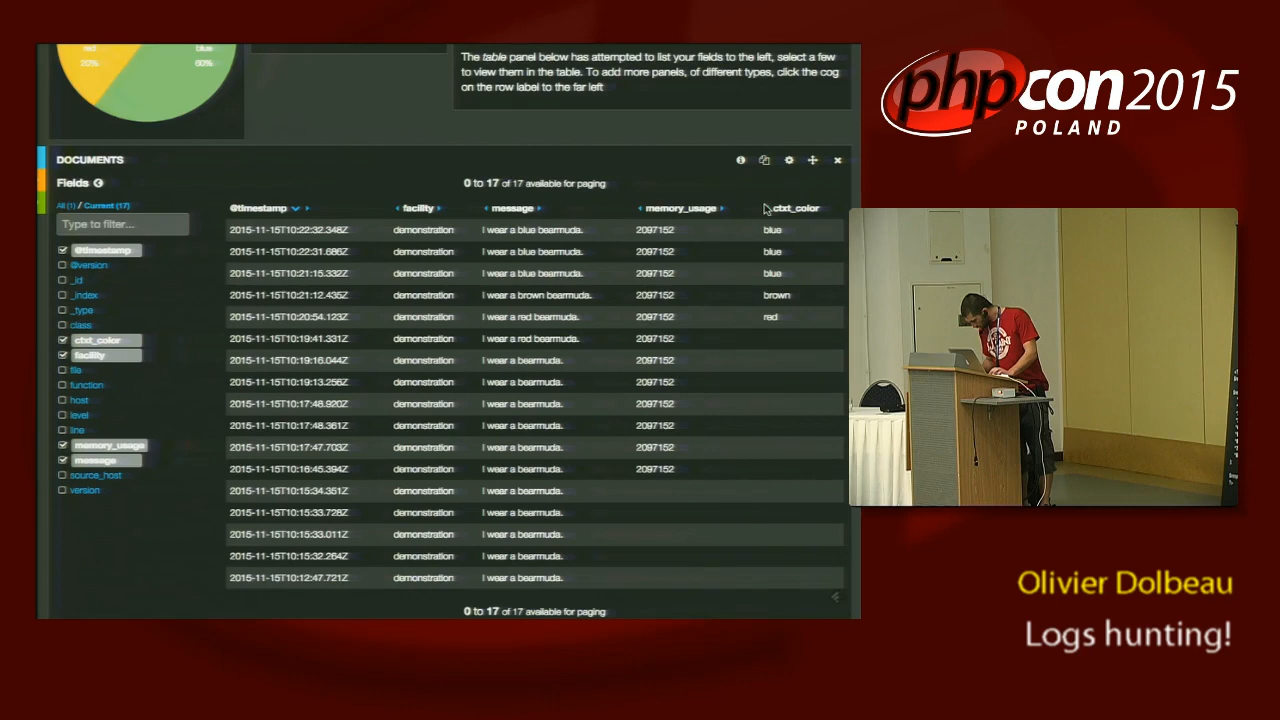 red
20%
blue
60%
The table panel below has attempted to list your fields to the left, select a few
to view them in the table. To add more panels, of different types, click the cog
on the row label to the far left
phpcon2015
POLAND
DOCUMENTS
Fields
0 to 17 of 17 available for paging
All (1) / Current (17)
Type to filter...
@timestamp
@version
_id
_index
_type
class
ctxt_color
facility
file
function
host
level
line
memory_usage
message
source_host
version
@timestamp facility message memory_usage ctxt_color
2015-11-15T10:22:32.348Z demonstration I wear a blue bearmuda. 2097152 blue
2015-11-15T10:22:31.686Z demonstration I wear a blue bearmuda. 2097152 blue
2015-11-15T10:21:15.332Z demonstration I wear a blue bearmuda. 2097152 blue
2015-11-15T10:21:12.435Z demonstration I wear a brown bearmuda. 2097152 brown
2015-11-15T10:20:54.123Z demonstration I wear a red bearmuda. 2097152 red
2015-11-15T10:19:41.331Z demonstration I wear a red bearmuda. 2097152
2015-11-15T10:19:16.044Z demonstration I wear a bearmuda. 2097152
2015-11-15T10:19:13.256Z demonstration I wear a bearmuda. 2097152
2015-11-15T10:17:48.920Z demonstration I wear a bearmuda. 2097152
2015-11-15T10:17:48.361Z demonstration I wear a bearmuda. 2097152
2015-11-15T10:17:47.703Z demonstration I wear a bearmuda. 2097152
2015-11-15T10:16:45.394Z demonstration I wear a bearmuda. 2097152
2015-11-15T10:15:34.351Z demonstration I wear a bearmuda.
2015-11-15T10:15:33.728Z demonstration I wear a bearmuda.
2015-11-15T10:15:33.011Z demonstration I wear a bearmuda.
2015-11-15T10:15:32.264Z demonstration I wear a bearmuda.
2015-11-15T10:12:47.721Z demonstration I wear a bearmuda.
0 to 17 of 17 available for paging
Olivier Dolbeau
Logs hunting!